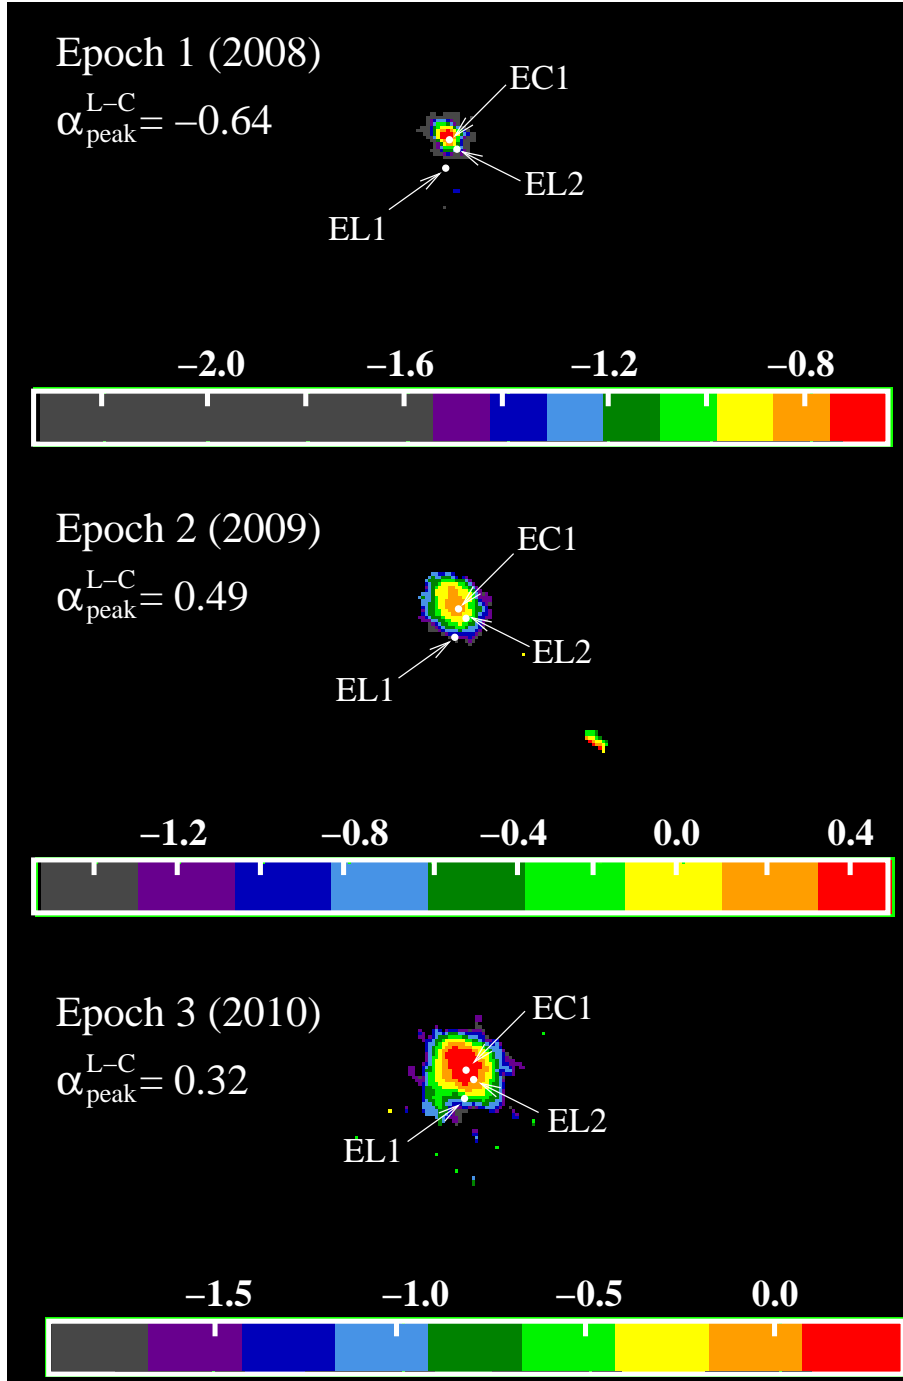 Epoch 1 (2008)
EC1
α^{L−C}_{peak} = −0.64
EL2
EL1
−2.0 −1.6 −1.2 −0.8
Epoch 2 (2009)
EC1
α^{L−C}_{peak} = 0.49
EL2
EL1
−1.2 −0.8 −0.4 0.0 0.4
Epoch 3 (2010)
EC1
α^{L−C}_{peak} = 0.32
EL2
EL1
−1.5 −1.0 −0.5 0.0